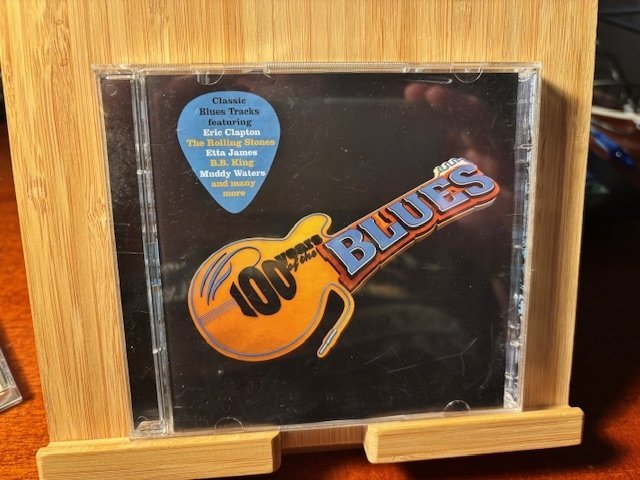 Classic
Blues Tracks
featuring
Eric Clapton
The Rolling Stones
Etta James
B.B. King
Muddy Waters
and many
more
100 years
of the
BLUES